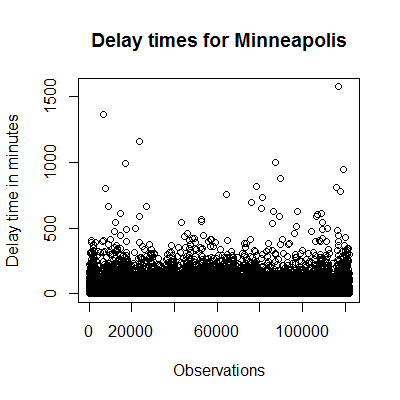 Delay times for Minneapolis
Delay time in minutes
1500
1000
500
0
0 20000 60000 100000
Observations